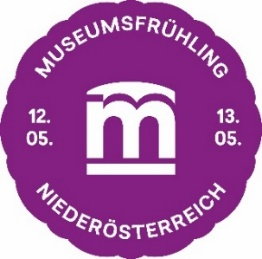 MUSEUMSFRÜHLING
12.
05.
m
13.
05.
NIEDERÖSTERREICH